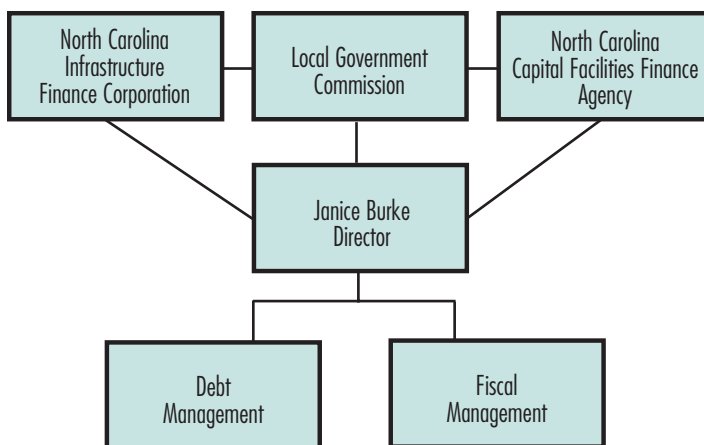 North Carolina
Infrastructure
Finance Corporation
Local Government
Commission
North Carolina
Capital Facilities Finance
Agency
Janice Burke
Director
Debt
Management
Fiscal
Management